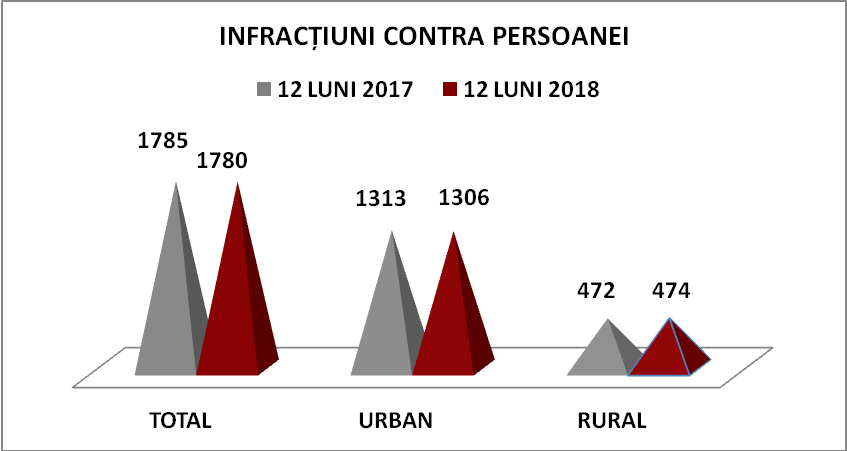 INFRACȚIUNI CONTRA PERSOANEI
12 LUNI 2017 12 LUNI 2018
1785
1780
1313 1306
472 474
TOTAL URBAN RURAL